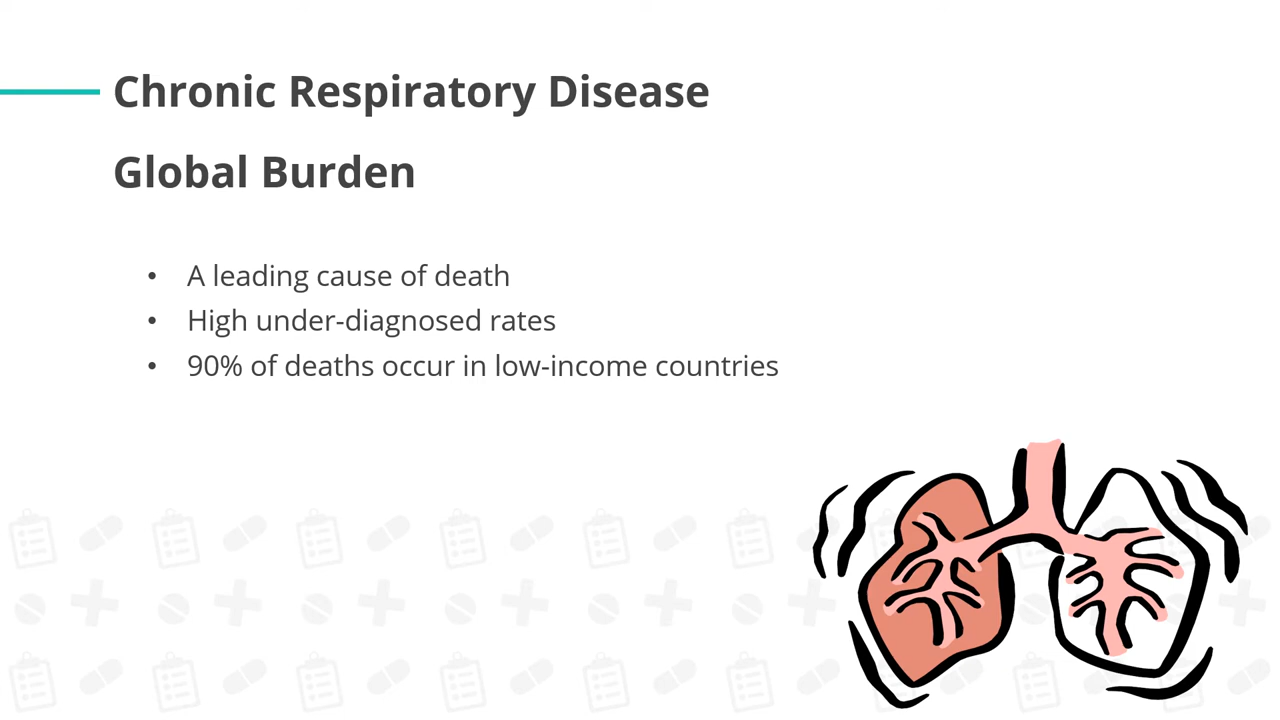 Chronic Respiratory Disease
Global Burden
• A leading cause of death
• High under-diagnosed rates
• 90% of deaths occur in low-income countries